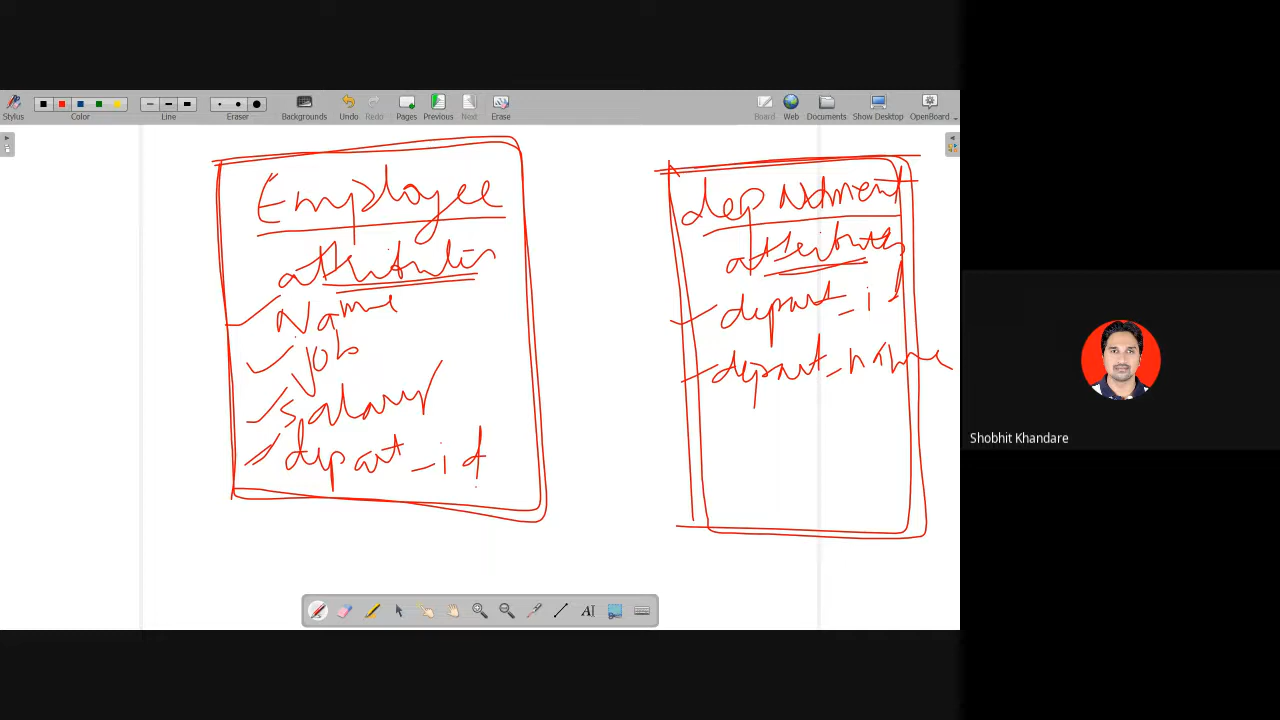 Stylus
Color
Line
Eraser
Backgrounds
Undo
Redo
Pages
Previous
Next
Erase
Board
Web
Documents
Show Desktop
OpenBoard
Employee
attributes
Name
job
salary
depart_id
department
attributes
depart_id
depart_name
Shobhit Khandare